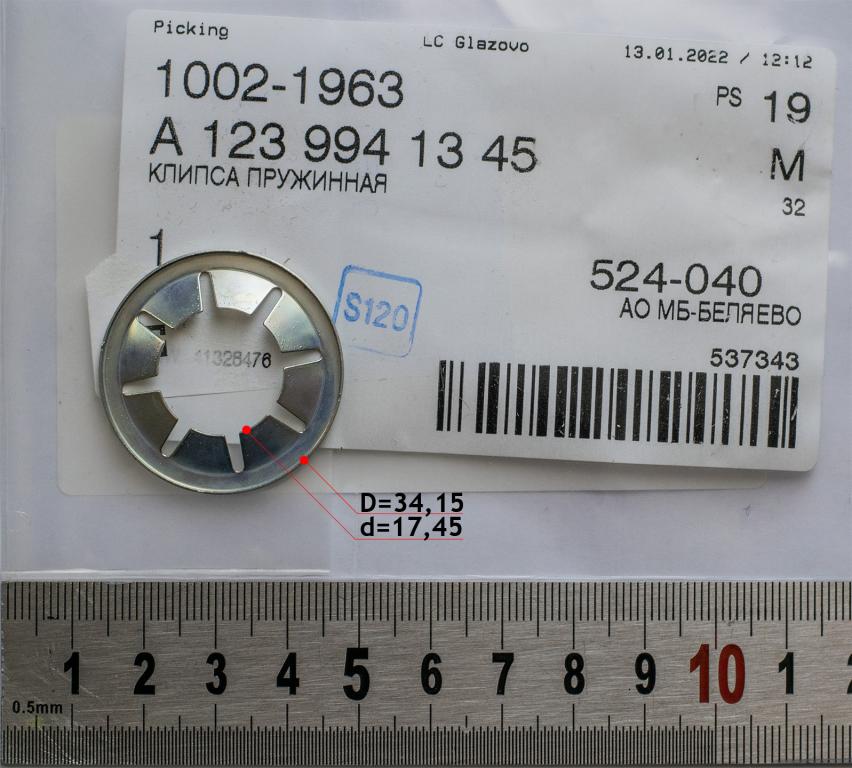 Picking
LC Glazovo
13.01.2022 / 12:12
1002-1963
PS 19
A 123 994 13 45
M
КЛИПСА ПРУЖИННАЯ
32
1
524-040
S120
АО МБ-БЕЛЯЕВО
41328476
537343
D=34,15
d=17,45
1 2 3 4 5 6 7 8 9 10 1 2
0.5mm